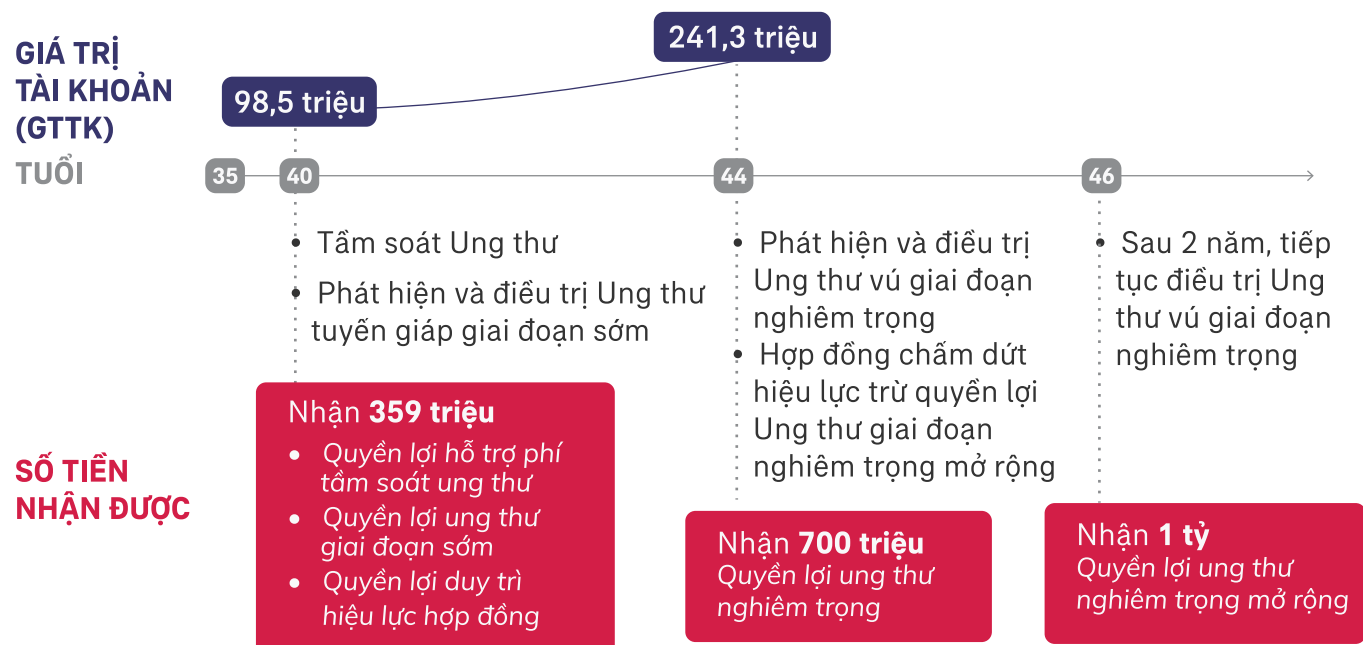 GIÁ TRỊ
TÀI KHOẢN
(GTTK)
98,5 triệu
241,3 triệu
TUỔI
35
40
44
46
• Tầm soát Ung thư
• Phát hiện và điều trị Ung thư
tuyến giáp giai đoạn sớm
• Phát hiện và điều trị
Ung thư vú giai đoạn
nghiêm trọng
• Hợp đồng chấm dứt
hiệu lực trừ quyền lợi
Ung thư giai đoạn
nghiêm trọng mở rộng
• Sau 2 năm, tiếp
tục điều trị Ung
thư vú giai đoạn
nghiêm trọng
SỐ TIỀN
NHẬN ĐƯỢC
Nhận 359 triệu
• Quyền lợi hỗ trợ phí
tầm soát ung thư
• Quyền lợi ung thư
giai đoạn sớm
• Quyền lợi duy trì
hiệu lực hợp đồng
Nhận 700 triệu
Quyền lợi ung thư
nghiêm trọng
Nhận 1 tỷ
Quyền lợi ung thư
nghiêm trọng mở rộng